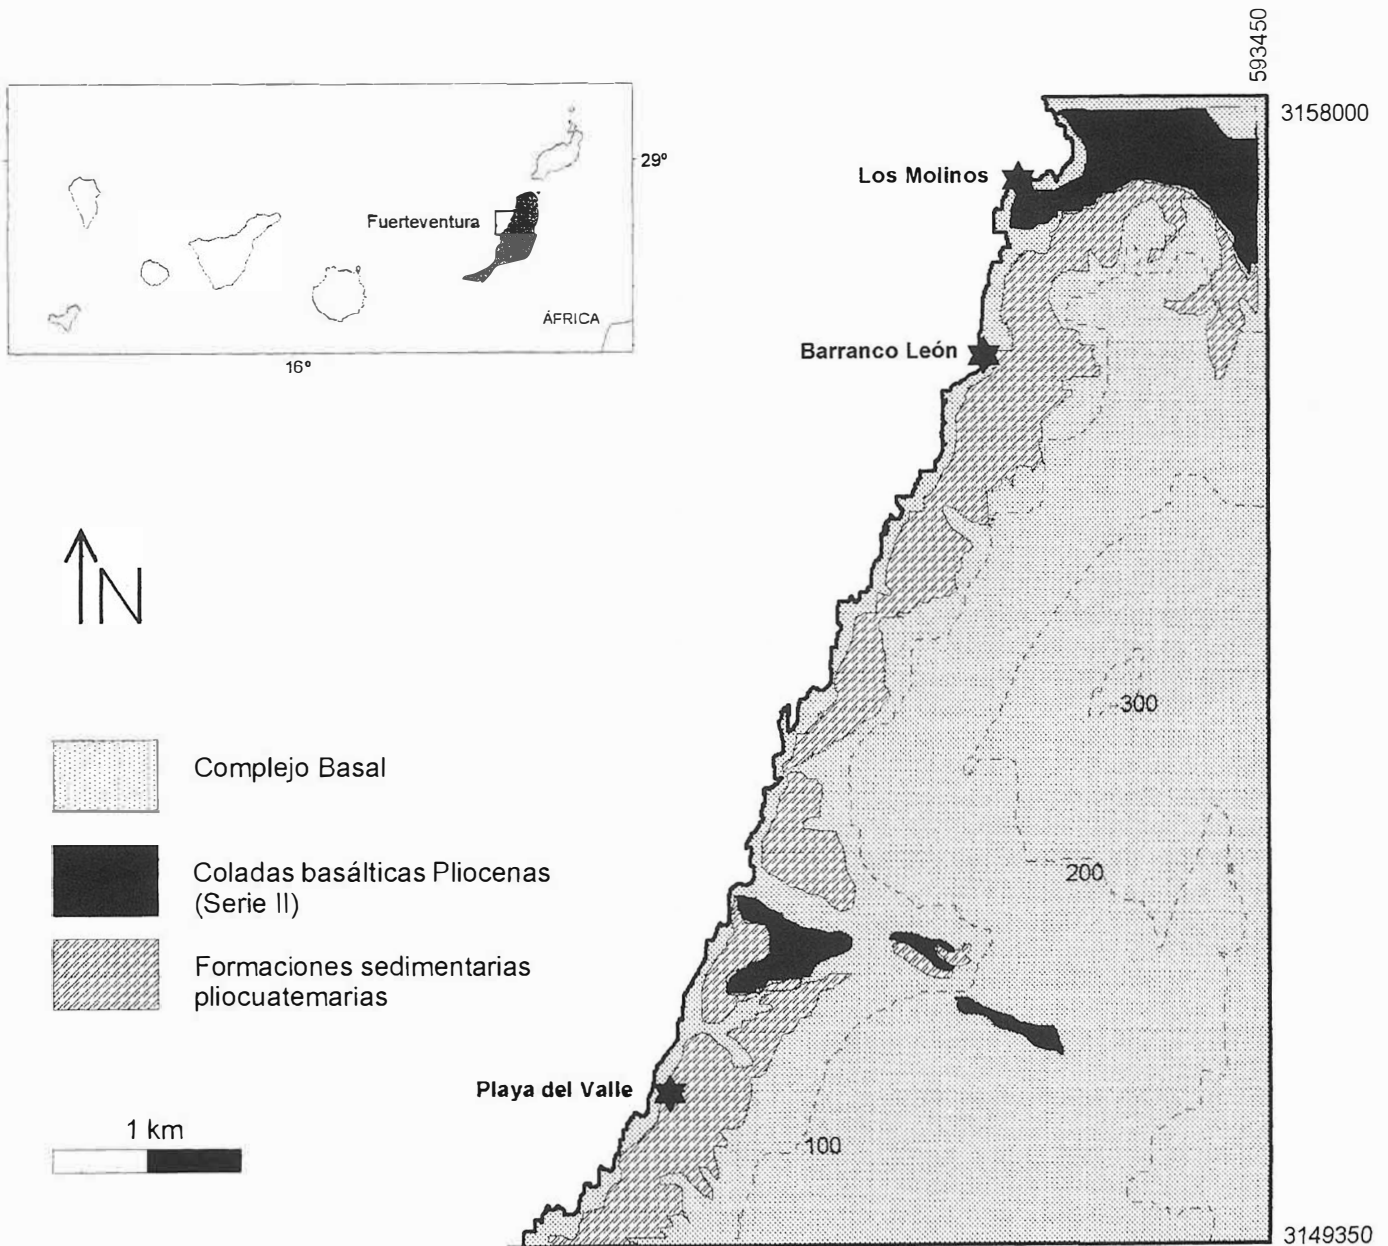 593450
3158000
29º
Los Molinos
Fuerteventura
ÁFRICA
16º
Barranco León
N
300
Complejo Basal
200
Coladas basálticas Pliocenas
(Serie II)
Formaciones sedimentarias
pliocuatemarias
Playa del Valle
1 km
100
3149350